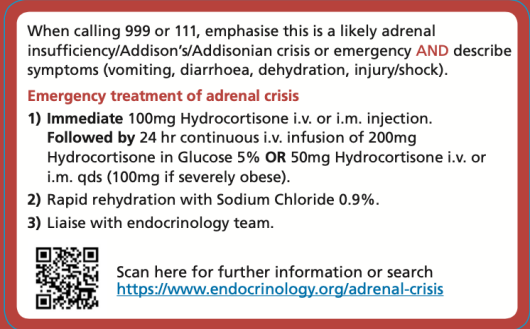 When calling 999 or 111, emphasise this is a likely adrenal
insufficiency/Addison's/Addisonian crisis or emergency AND describe
symptoms (vomiting, diarrhoea, dehydration, injury/shock).
Emergency treatment of adrenal crisis
1) Immediate 100mg Hydrocortisone i.v. or i.m. injection.
Followed by 24 hr continuous i.v. infusion of 200mg
Hydrocortisone in Glucose 5% OR 50mg Hydrocortisone i.v. or
i.m. qds (100mg if severely obese).
2) Rapid rehydration with Sodium Chloride 0.9%.
3) Liaise with endocrinology team.
Scan here for further information or search
https://www.endocrinology.org/adrenal-crisis